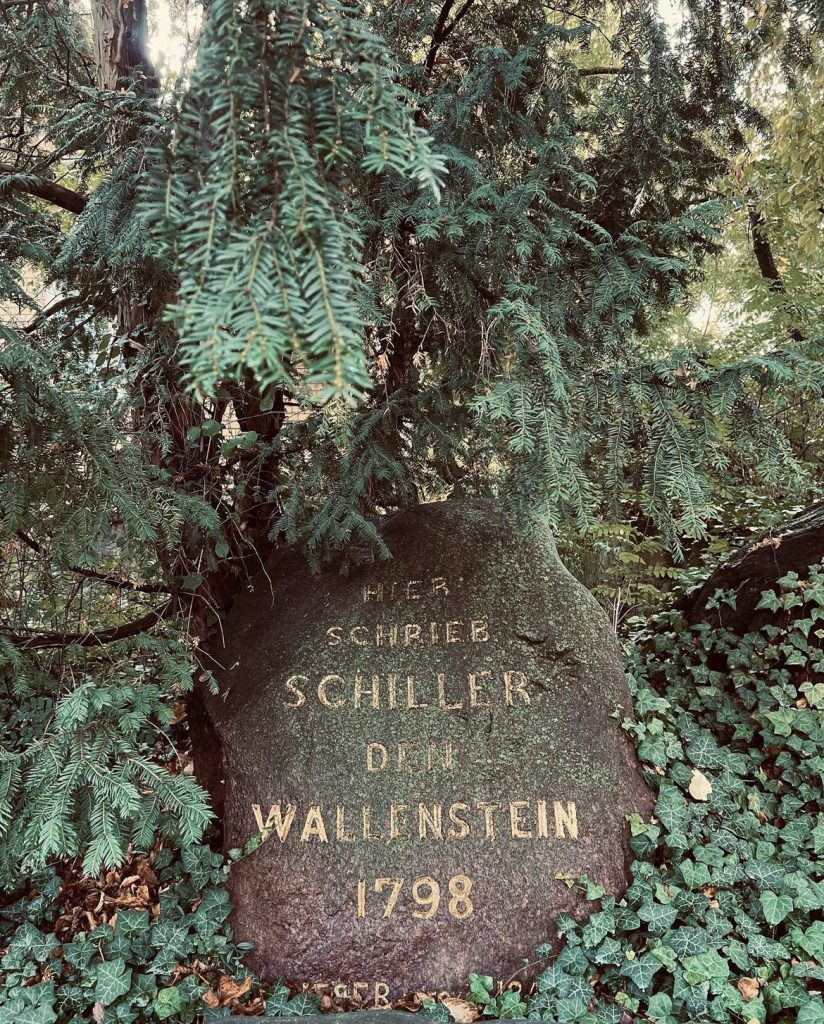 HIER
SCHRIEB
SCHILLER
DEN
WALLENSTEIN
1798